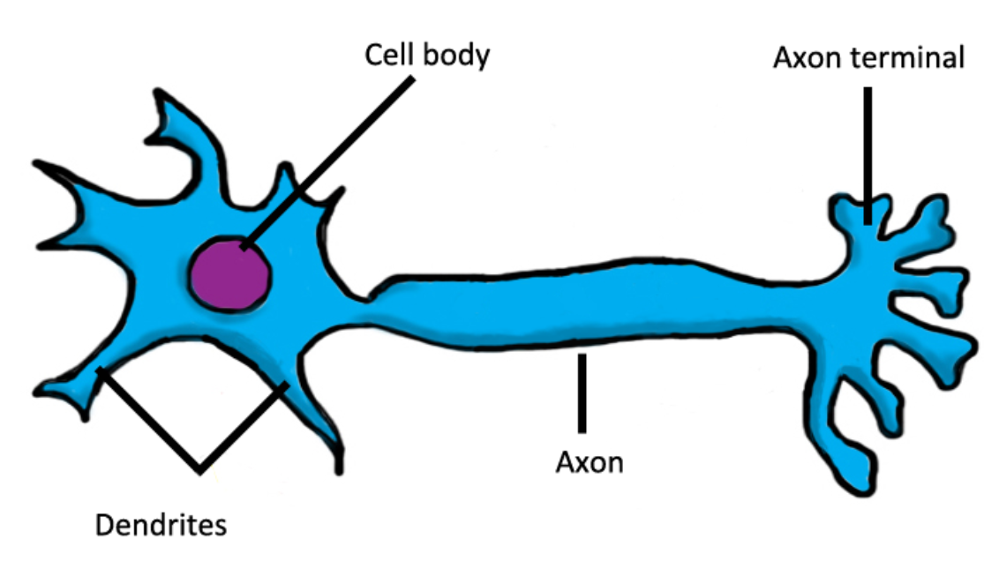 Cell body
Axon terminal
Axon
Dendrites